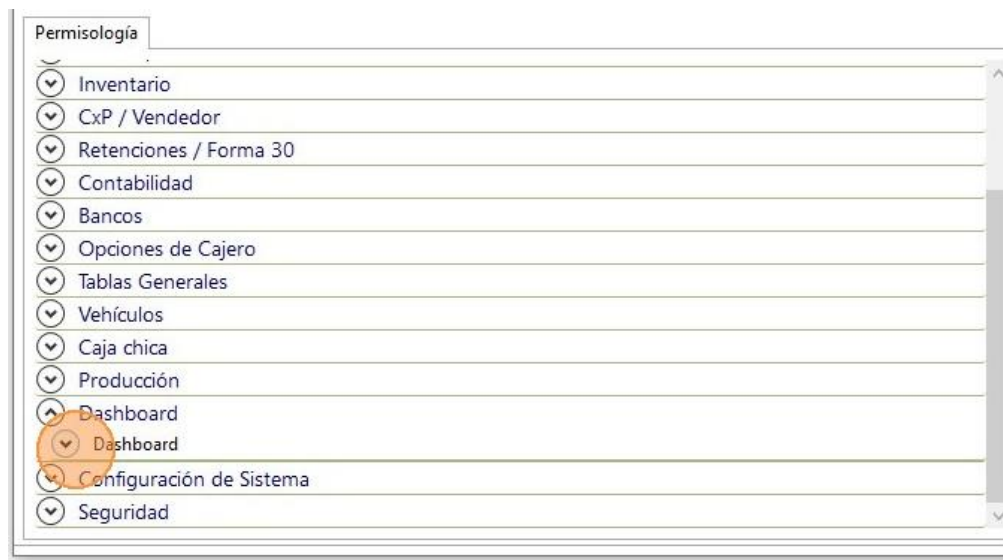 Permisología
Inventario
CxP / Vendedor
Retenciones / Forma 30
Contabilidad
Bancos
Opciones de Cajero
Tablas Generales
Vehículos
Caja chica
Producción
Dashboard
Dashboard
Configuración de Sistema
Seguridad